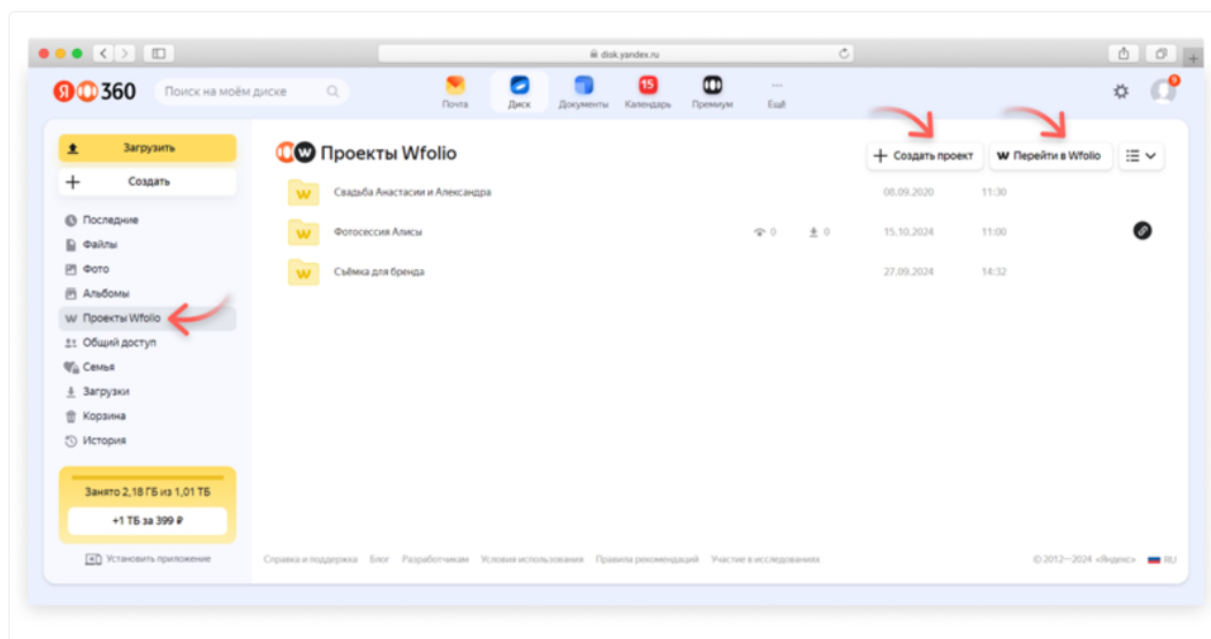 disk.yandex.ru
Я 360
Поиск на моём диске
Почта
Диск
Документы
15
Календарь
Премиум
Ещё
9
Загрузить
Создать
Последние
Файлы
Фото
Альбомы
W Проекты Wfolio
Общий доступ
Семья
Загрузки
Корзина
История
Занято 2,18 ГБ из 1,01 ТБ
+1 ТБ за 399 ₽
Установить приложение
W Проекты Wfolio
+ Создать проект
W Перейти в Wfolio
W Свадьба Анастасии и Александра 08.09.2020 11:30
W Фотосессия Алисы 0 0 15.10.2024 11:00
W Съёмка для бренда 27.09.2024 14:32
Справка и поддержка Блог Разработчикам Условия использования Правила рекомендаций Участие в исследованиях © 2012—2024 «Яндекс» RU